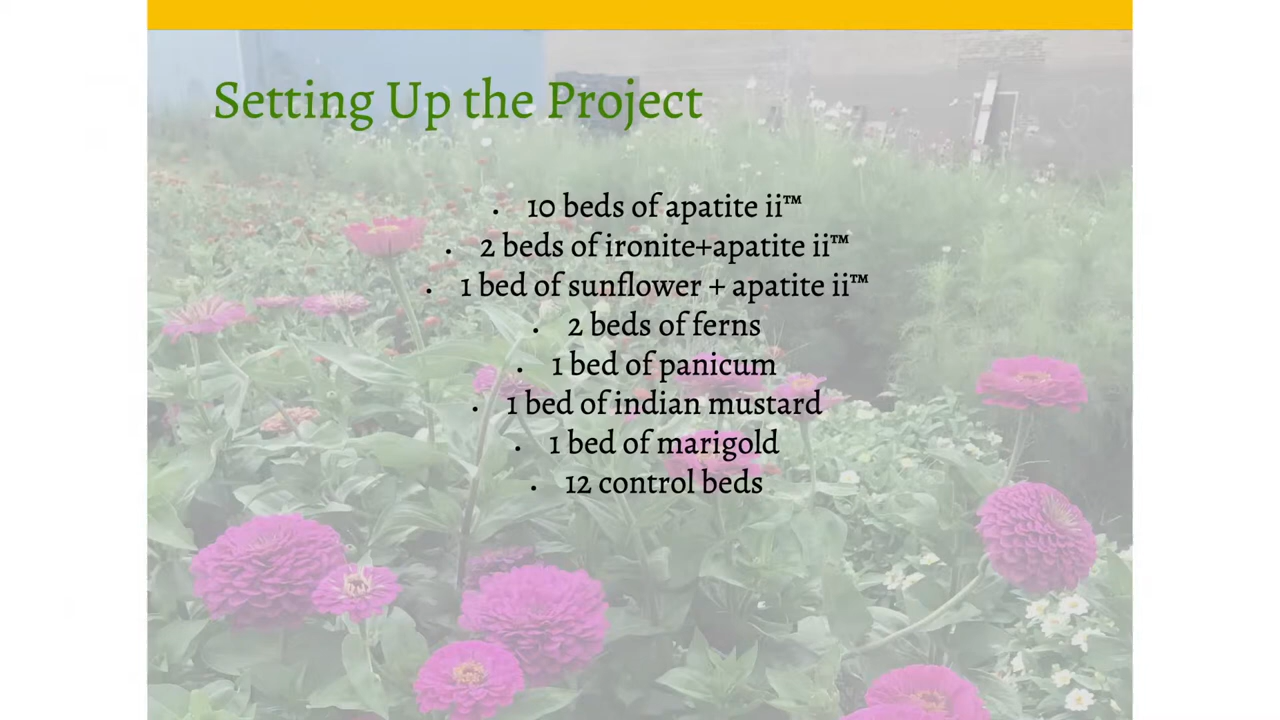 Setting Up the Project
• 10 beds of apatite ii™
• 2 beds of ironite+apatite ii™
• 1 bed of sunflower + apatite ii™
• 2 beds of ferns
• 1 bed of panicum
• 1 bed of indian mustard
• 1 bed of marigold
• 12 control beds